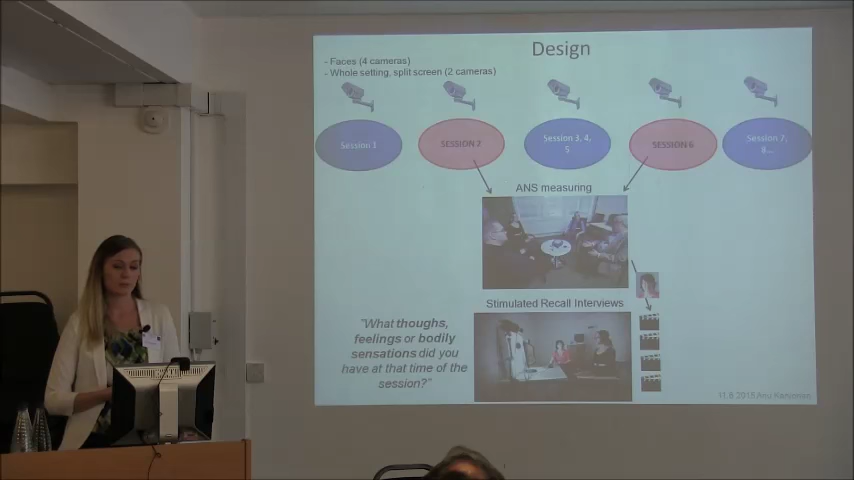 Design
- Faces (4 cameras)
- Whole setting, split screen (2 cameras)
Session 1
SESSION 2
Session 3, 4,
5
SESSION 6
Session 7,
8...
ANS measuring
Stimulated Recall Interviews
"What thoughs,
feelings or bodily
sensations did you
have at that time of the
session?"
11.6.2015 Anu Karvonen